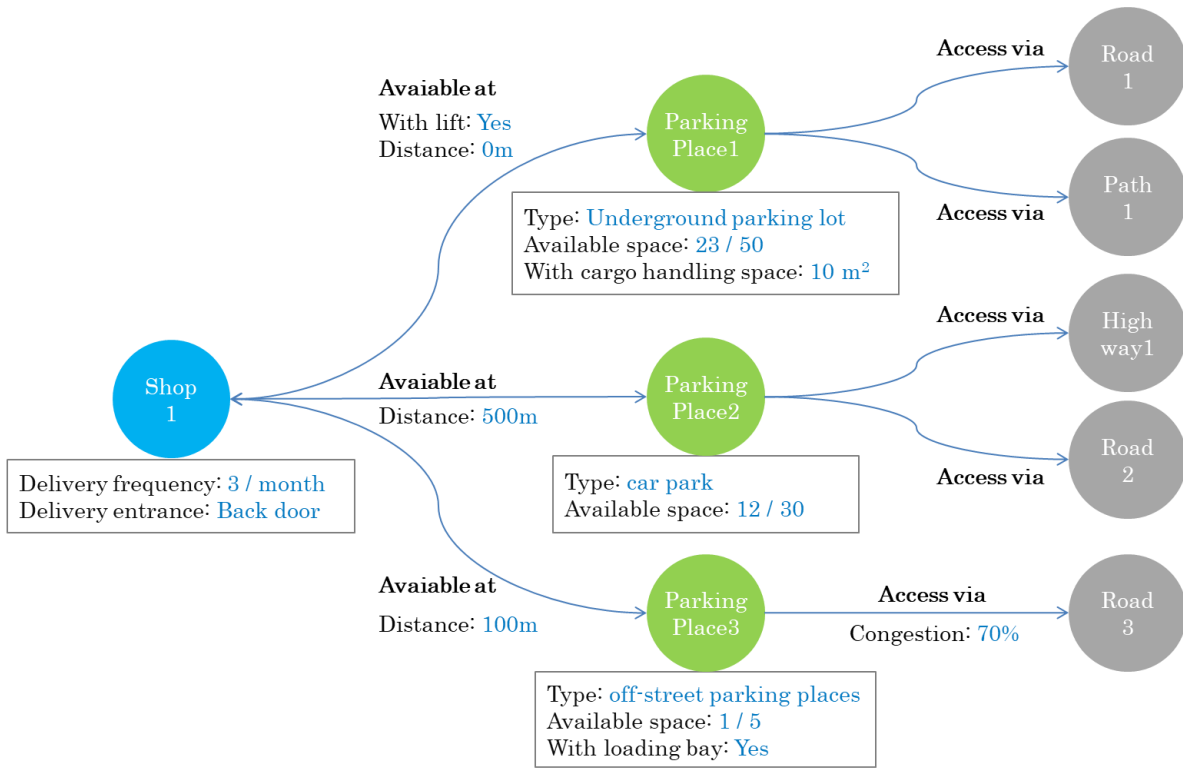 Avaiable at
With lift: Yes
Distance: 0m
Parking
Place1
Access via
Road
1
Access via
Path
1
Type: Underground parking lot
Available space: 23 / 50
With cargo handling space: 10 m²
Shop
1
Delivery frequency: 3 / month
Delivery entrance: Back door
Avaiable at
Distance: 500m
Parking
Place2
Access via
High
way1
Access via
Road
2
Type: car park
Available space: 12 / 30
Avaiable at
Distance: 100m
Parking
Place3
Access via
Congestion: 70%
Road
3
Type: off-street parking places
Available space: 1 / 5
With loading bay: Yes